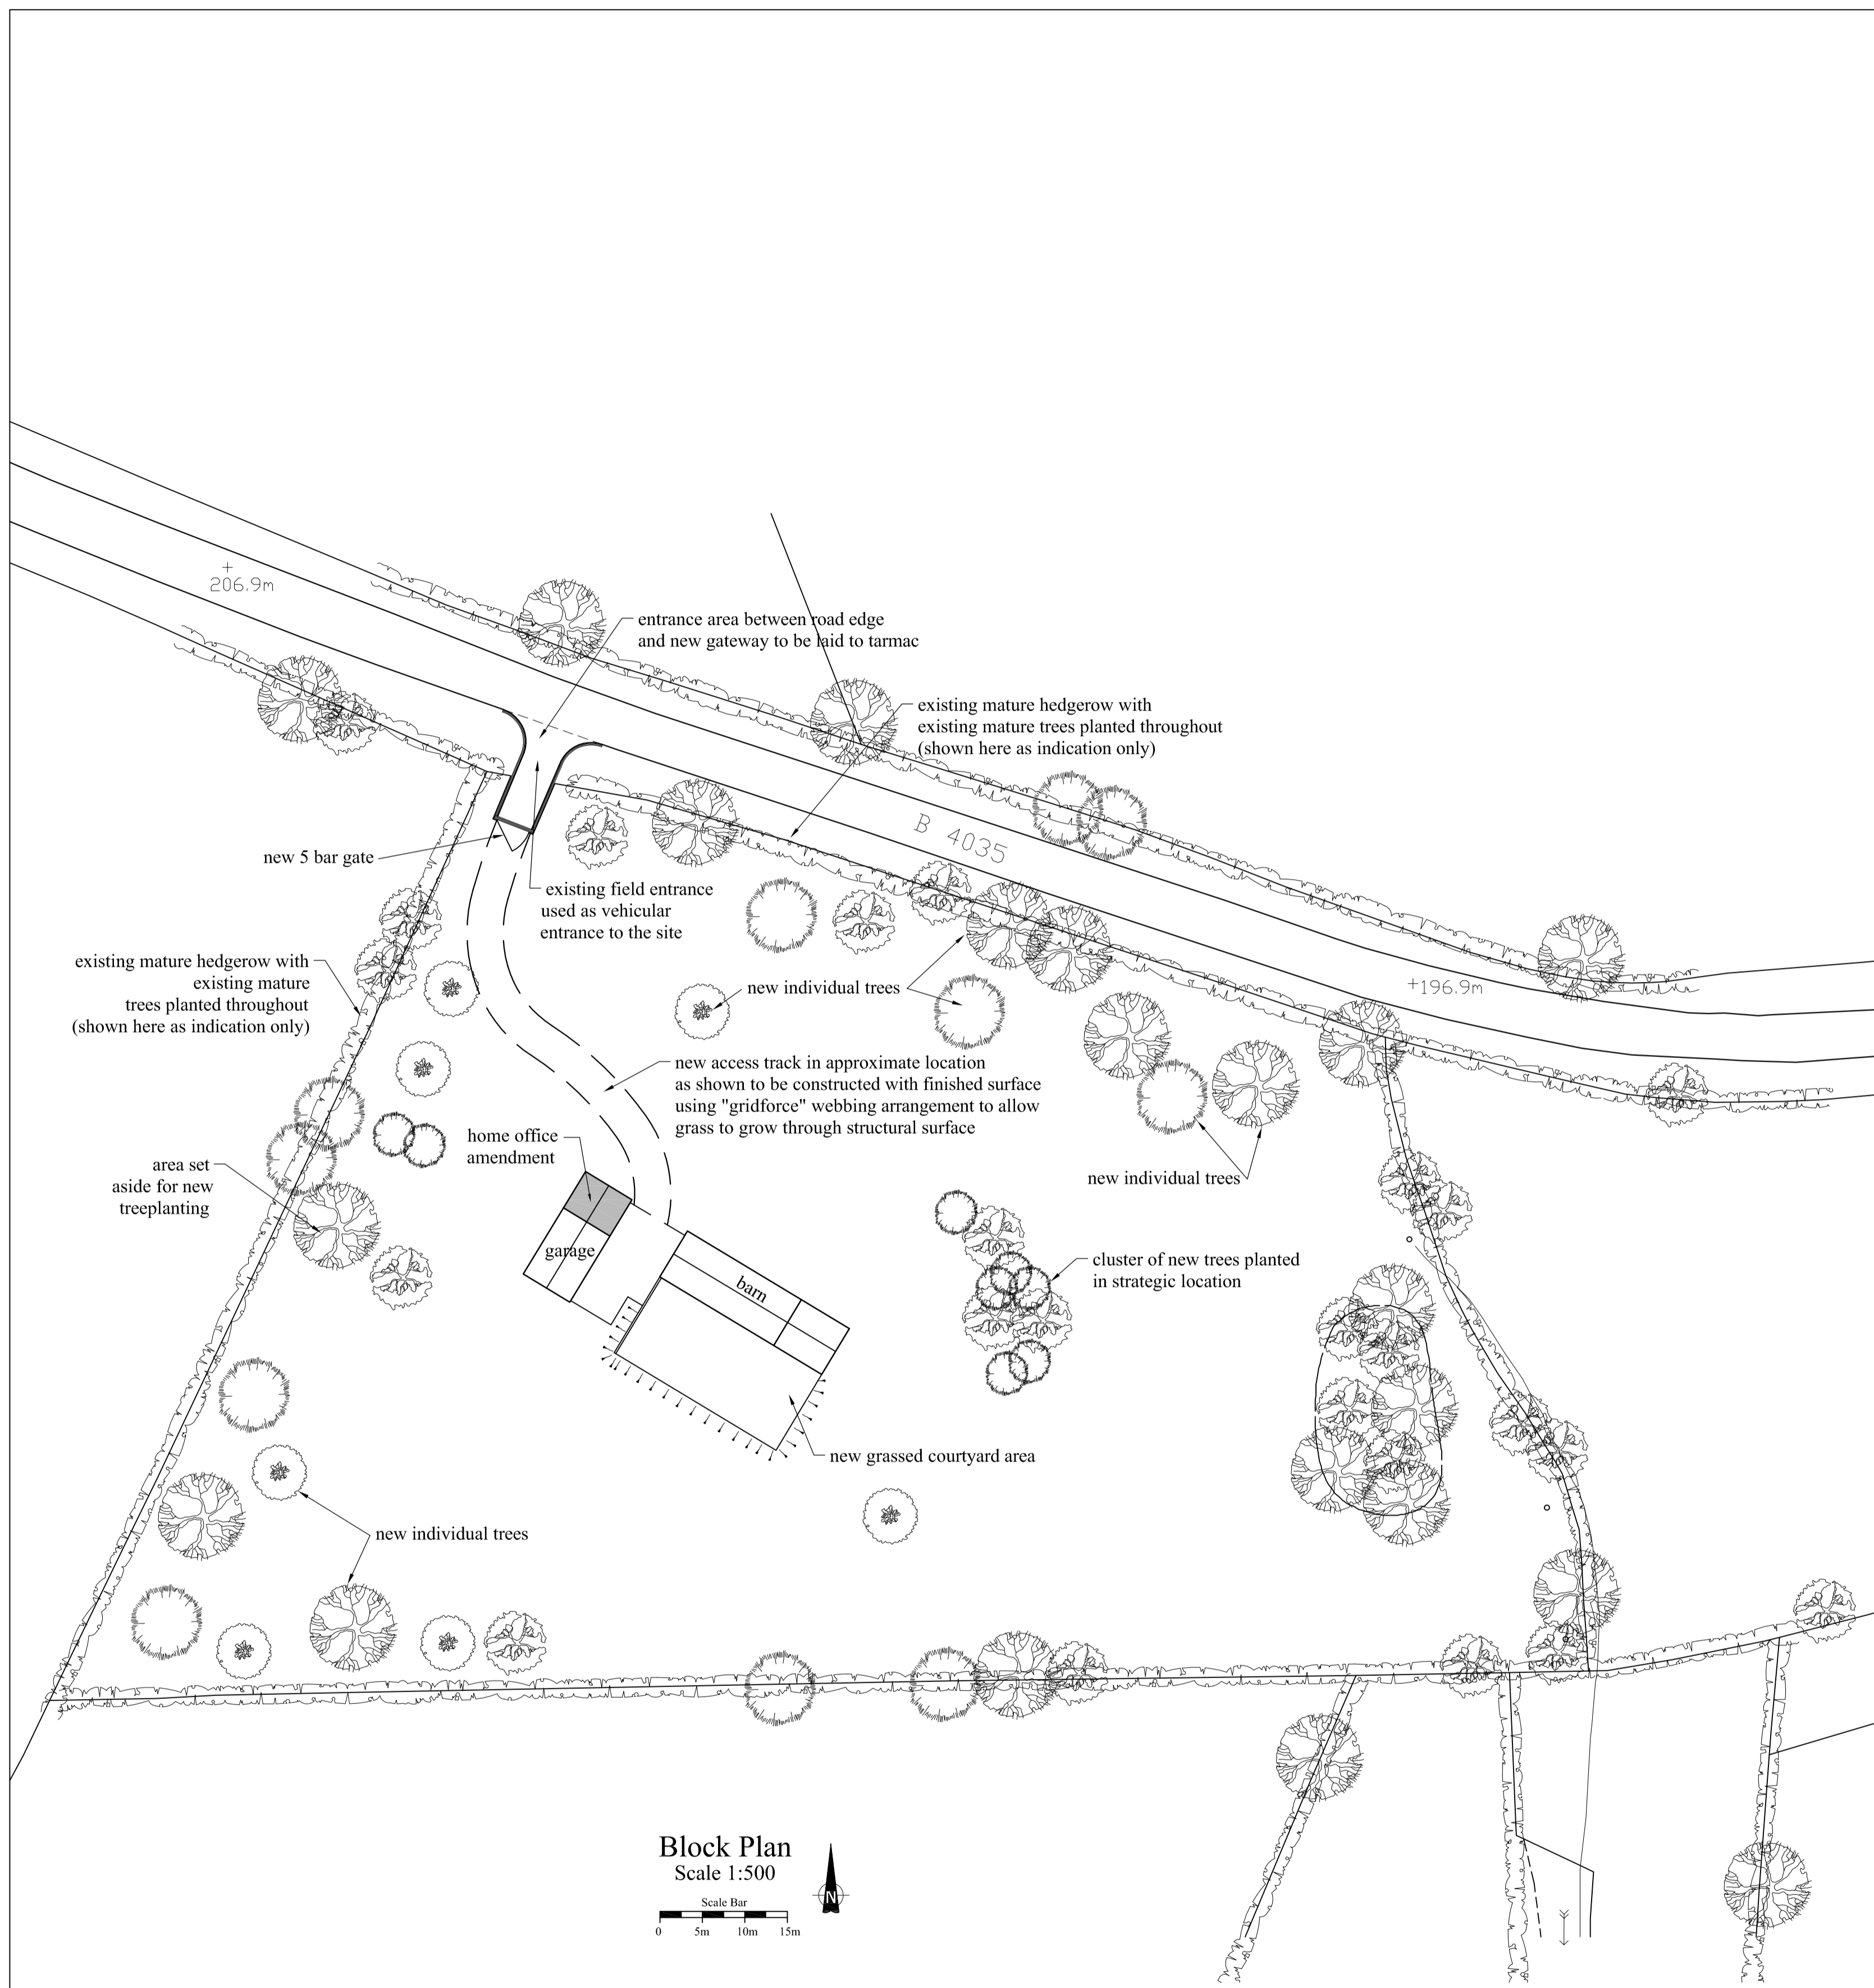 206.9m
entrance area between road edge
and new gateway to be laid to tarmac
existing mature hedgerow with
existing mature trees planted throughout
(shown here as indication only)
B 4035
new 5 bar gate
existing field entrance
used as vehicular
entrance to the site
existing mature hedgerow with
existing mature
trees planted throughout
(shown here as indication only)
new individual trees
196.9m
new access track in approximate location
as shown to be constructed with finished surface
using "gridforce" webbing arrangement to allow
grass to grow through structural surface
home office
amendment
area set
aside for new
treeplanting
new individual trees
garage
barn
cluster of new trees planted
in strategic location
new grassed courtyard area
new individual trees
Block Plan
Scale 1:500
Scale Bar
0 5m 10m 15m
N